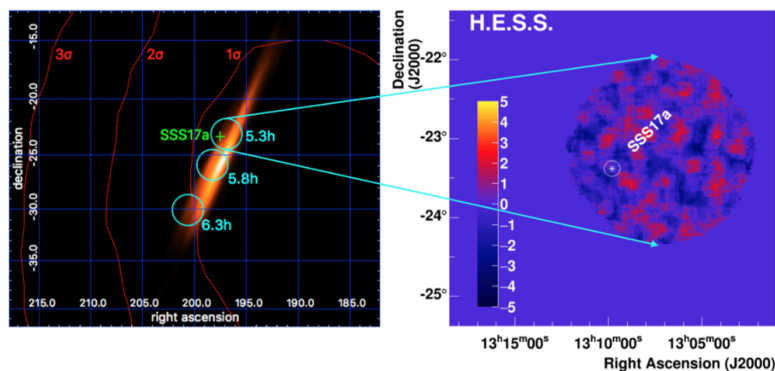 3σ
2σ
1σ
SSS17a
5.3h
5.8h
6.3h
-15.0
-20.0
-25.0
-30.0
-35.0
declination
215.0 210.0 205.0 200.0 195.0 190.0 185.0
right ascension
H.E.S.S.
Declination
(J2000)
-22°
-23°
-24°
-25°
5
4
3
2
1
0
-1
-2
-3
-4
-5
SSS17a
13ʰ15ᵐ00ˢ 13ʰ10ᵐ00ˢ 13ʰ05ᵐ00ˢ
Right Ascension (J2000)